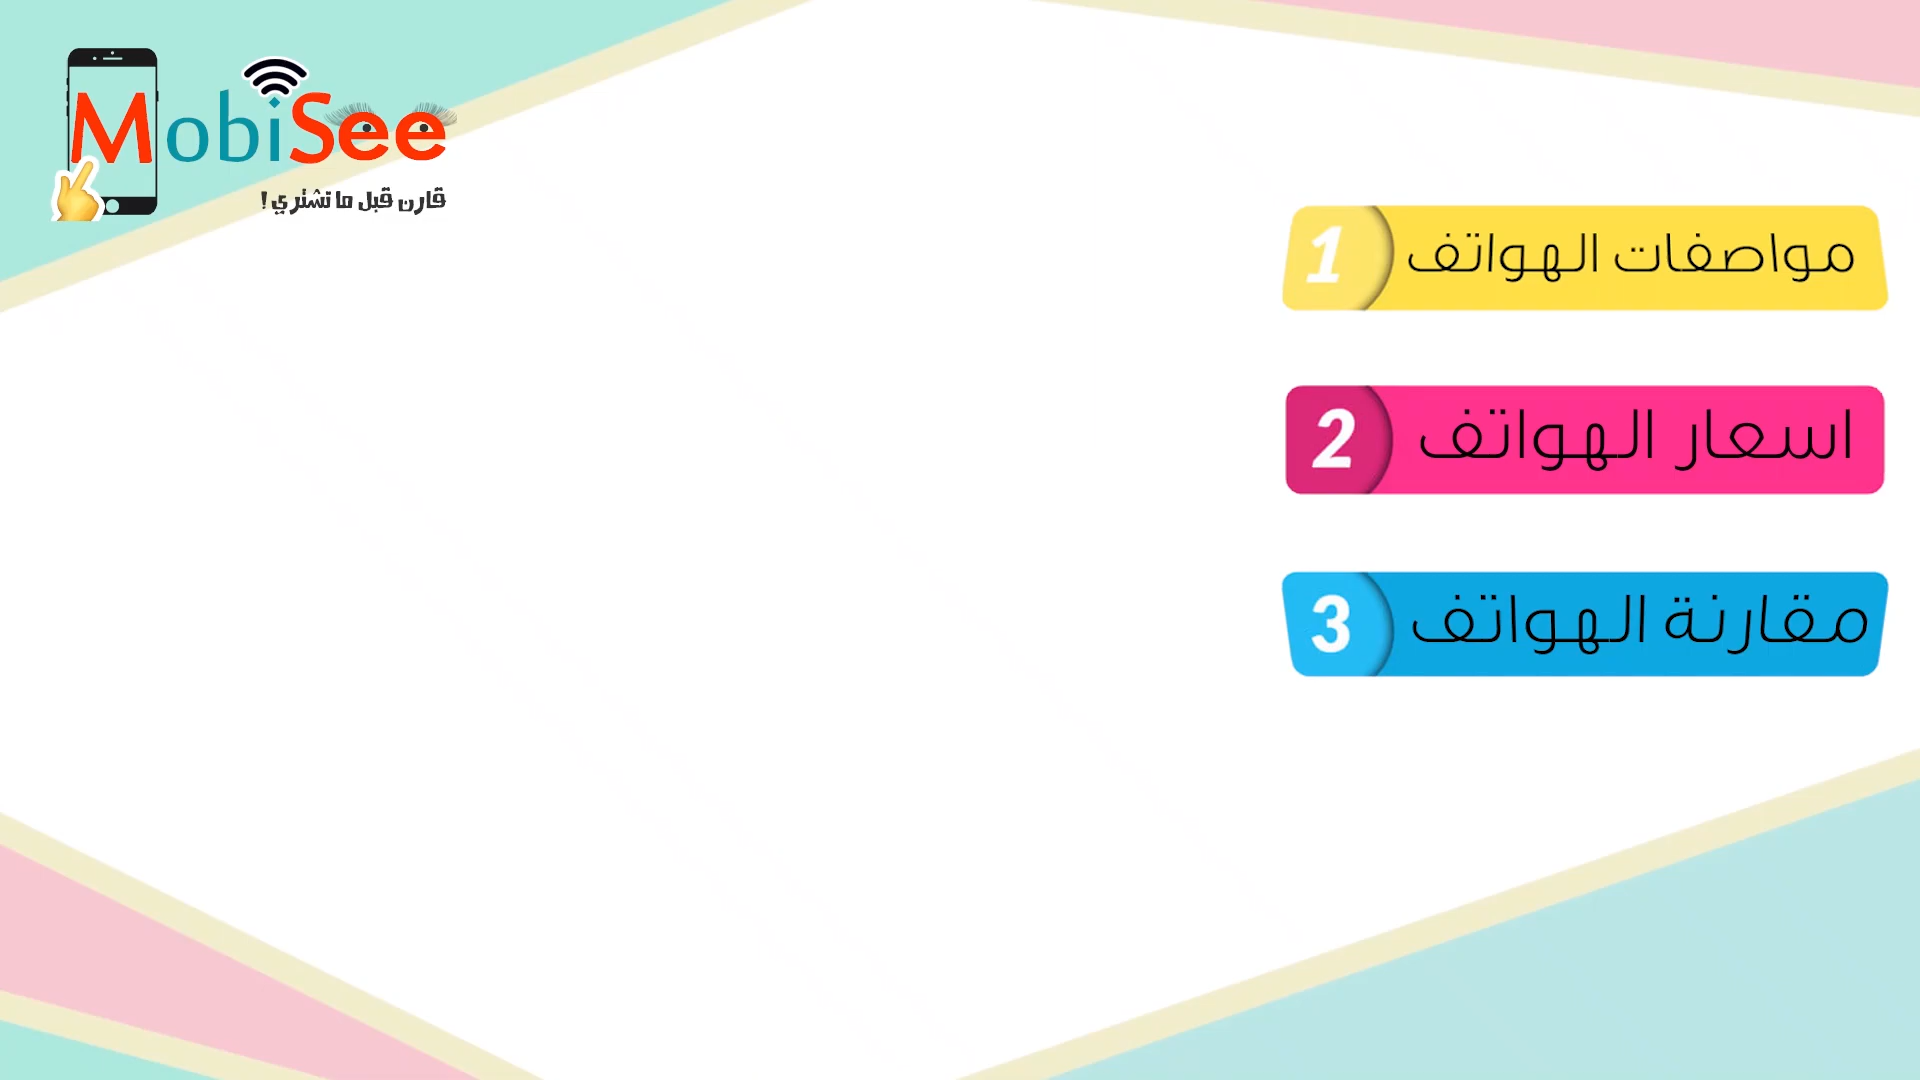 MobiSee
قارن قبل ما تشتري!
1 مواصفات الهواتف
2 اسعار الهواتف
3 مقارنة الهواتف